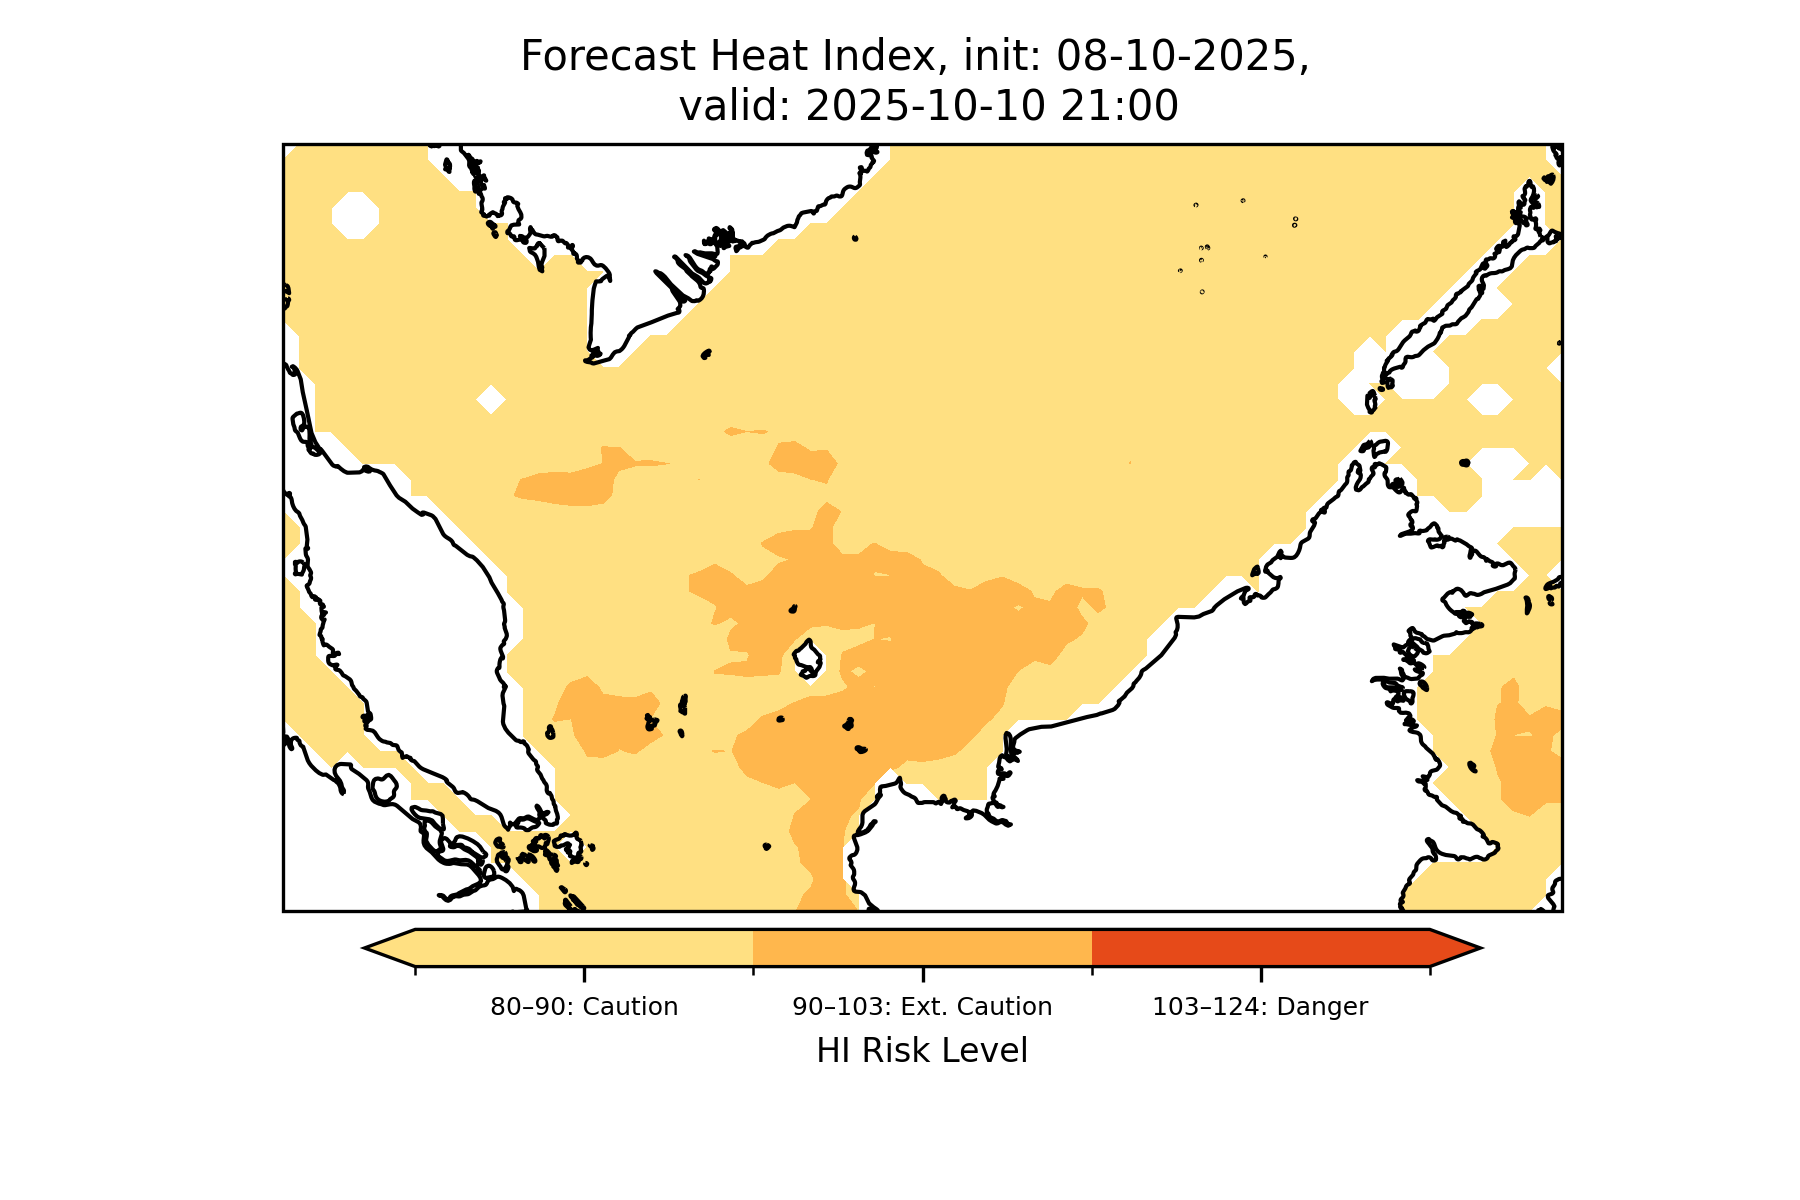 Forecast Heat Index, init: 08-10-2025,
valid: 2025-10-10 21:00
80–90: Caution
90–103: Ext. Caution
103–124: Danger
HI Risk Level